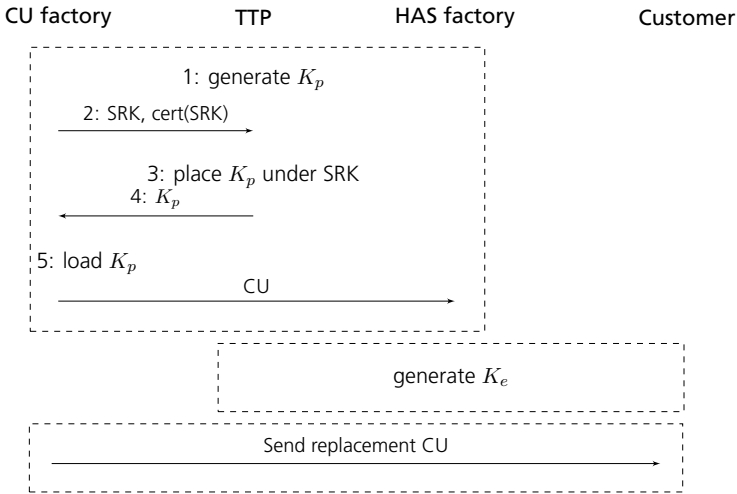 CU factory TTP HAS factory Customer
1: generate K_p
2: SRK, cert(SRK)
3: place K_p under SRK
4: K_p
5: load K_p
CU
generate K_e
Send replacement CU